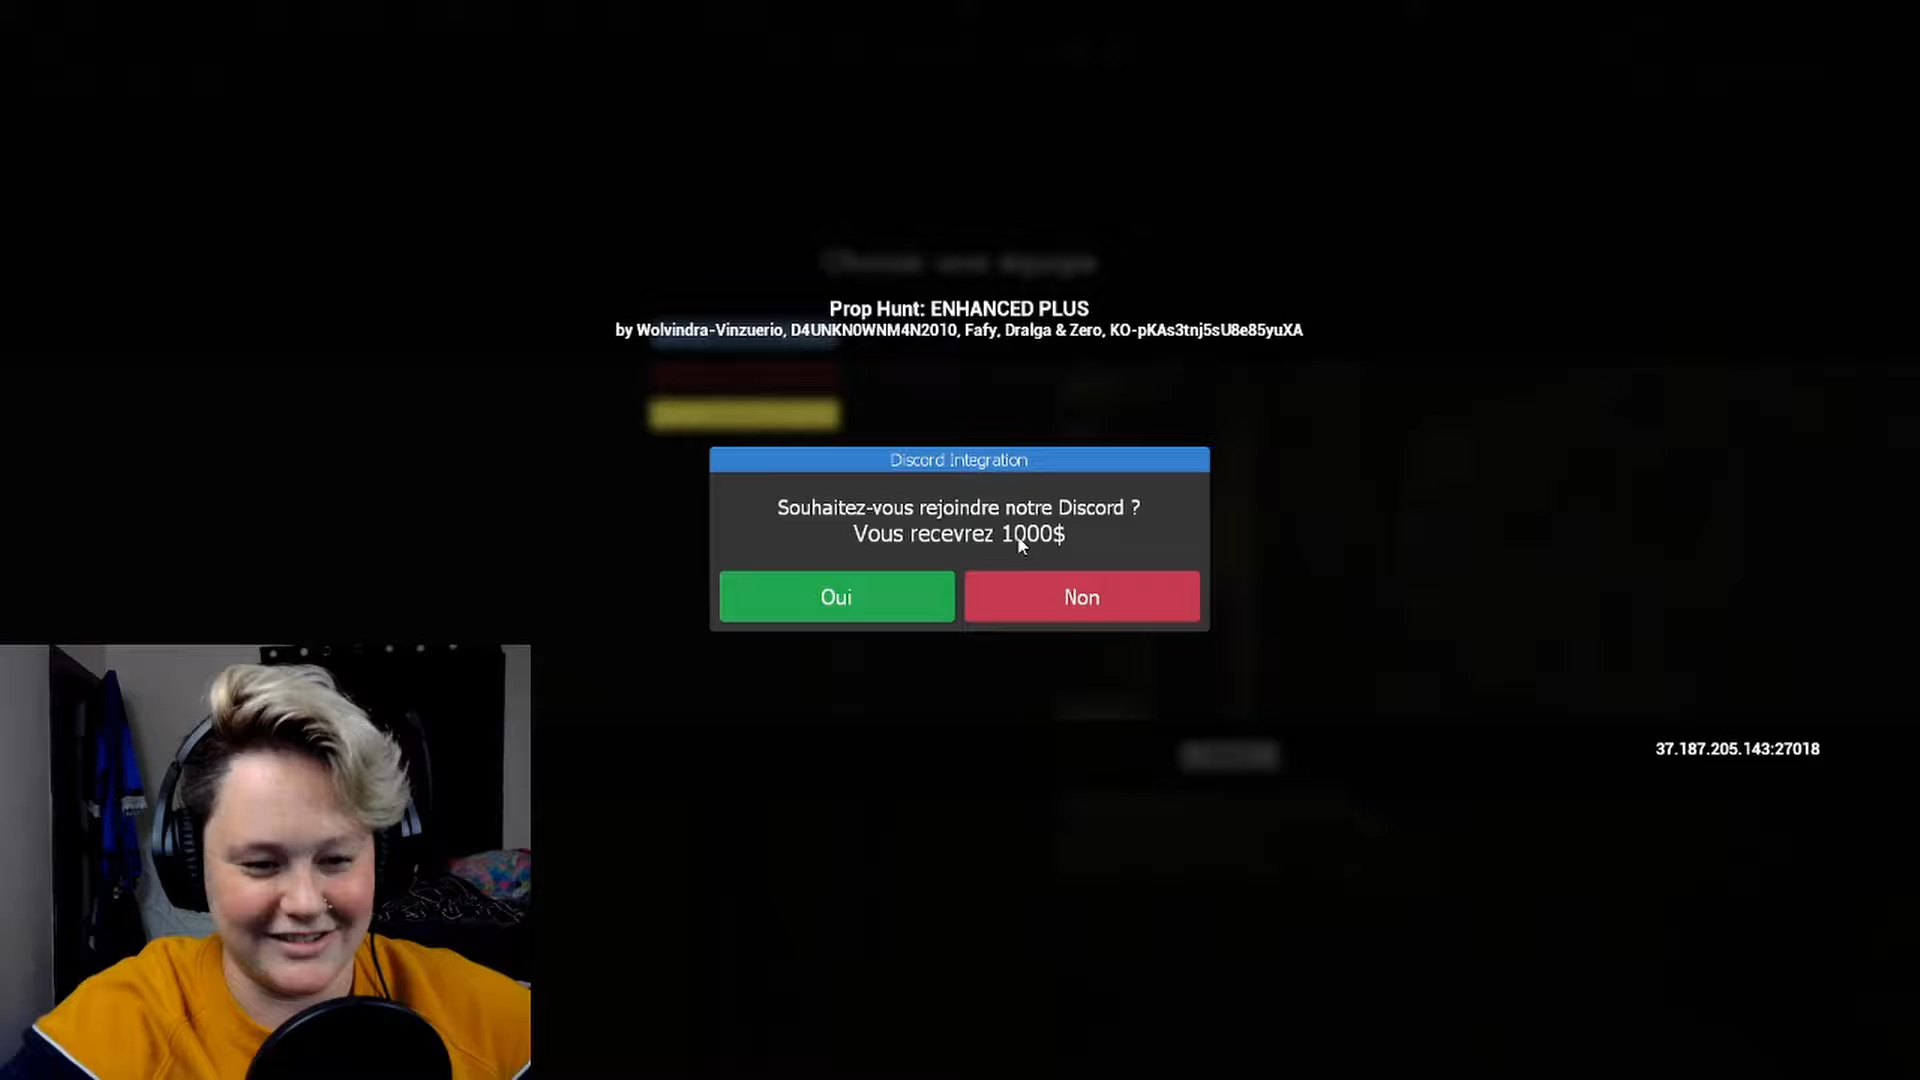 Prop Hunt: ENHANCED PLUS
by Wolvindra-Vinzuerio, D4UNKN0WNM4N2010, Fafy, Dralga & Zero, KO-pKAs3tnj5sU8e85yuXA
Discord Integration
Souhaitez-vous rejoindre notre Discord ?
Vous recevrez 1000$
Oui
Non
37.187.205.143:27018